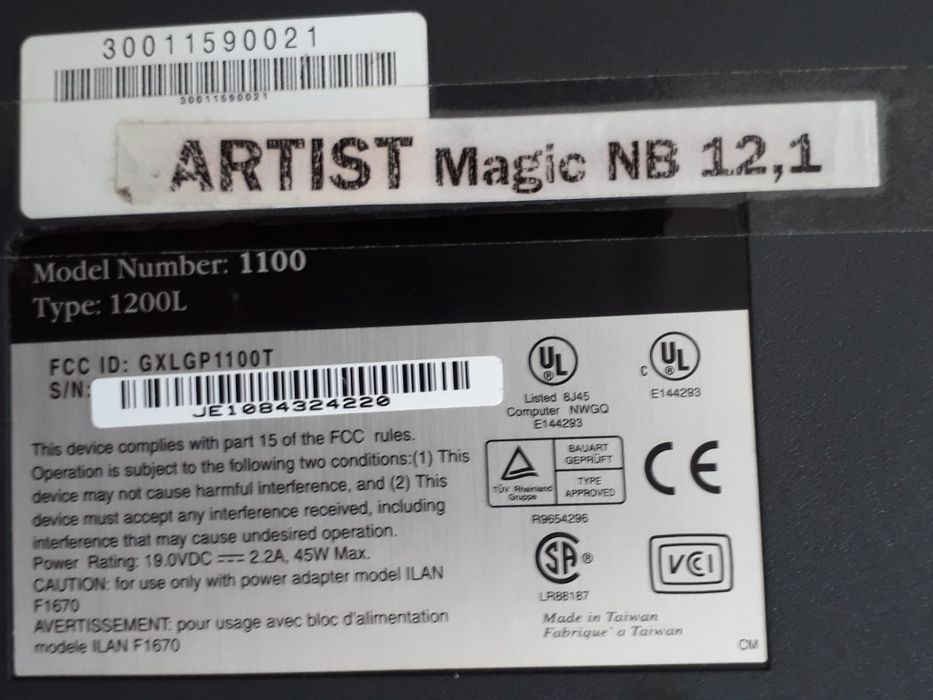 30011590021
30011590021
ARTIST Magic NB 12,1
Model Number: 1100
Type: 1200L
FCC ID: GXLGP1100T
S/N:
JE1084324220
This device complies with part 15 of the FCC rules.
Operation is subject to the following two conditions:(1) This
device may not cause harmful interference, and (2) This
device must accept any interference received, including
interference that may cause undesired operation.
Power Rating: 19.0VDC ⎓ 2.2A, 45W Max.
CAUTION: for use only with power adapter model ILAN
F1670
AVERTISSEMENT: pour usage avec bloc d'alimentation
modele ILAN F1670
UL
Listed 8J45
Computer NWGQ
E144293
C UL
E144293
TÜV Rheinland
Gruppe
BAUART
GEPRÜFT
TYPE
APPROVED
R9654296
CE
SA ®
LR88187
VCI
Made in Taiwan
Fabrique' a Taiwan
CM